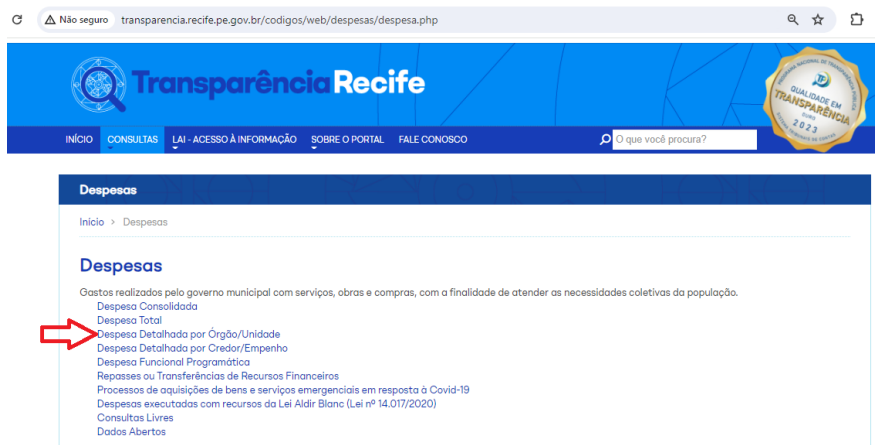 Não seguro
transparencia.recife.pe.gov.br/codigos/web/despesas/despesa.php
Transparência Recife
QUALIDADE EM
TRANSPARÊNCIA
OURO
2023
INÍCIO CONSULTAS LAI - ACESSO À INFORMAÇÃO SOBRE O PORTAL FALE CONOSCO O que você procura?
Despesas
Início > Despesas
Despesas
Gastos realizados pelo governo municipal com serviços, obras e compras, com a finalidade de atender as necessidades coletivas da população.
Despesa Consolidada
Despesa Total
Despesa Detalhada por Órgão/Unidade
Despesa Detalhada por Credor/Empenho
Despesa Funcional Programática
Repasses ou Transferências de Recursos Financeiros
Processos de aquisições de bens e serviços emergenciais em resposta à Covid-19
Despesas executadas com recursos da Lei Aldir Blanc (Lei nº 14.017/2020)
Consultas Livres
Dados Abertos